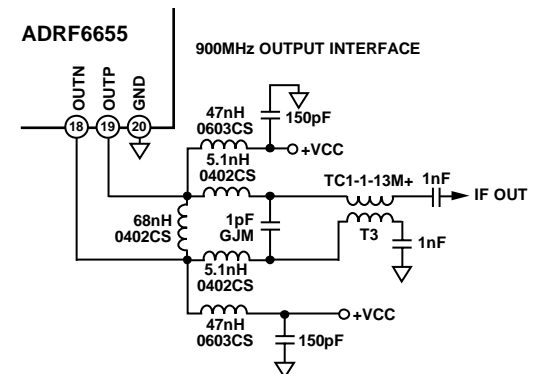 ADRF6655
900MHz OUTPUT INTERFACE
OUTN
OUTP
GND
18
19
20
47nH
0603CS
150pF
+VCC
5.1nH
0402CS
TC1-1-13M+
1nF
IF OUT
68nH
0402CS
1pF
GJM
T3
1nF
5.1nH
0402CS
+VCC
47nH
0603CS
150pF